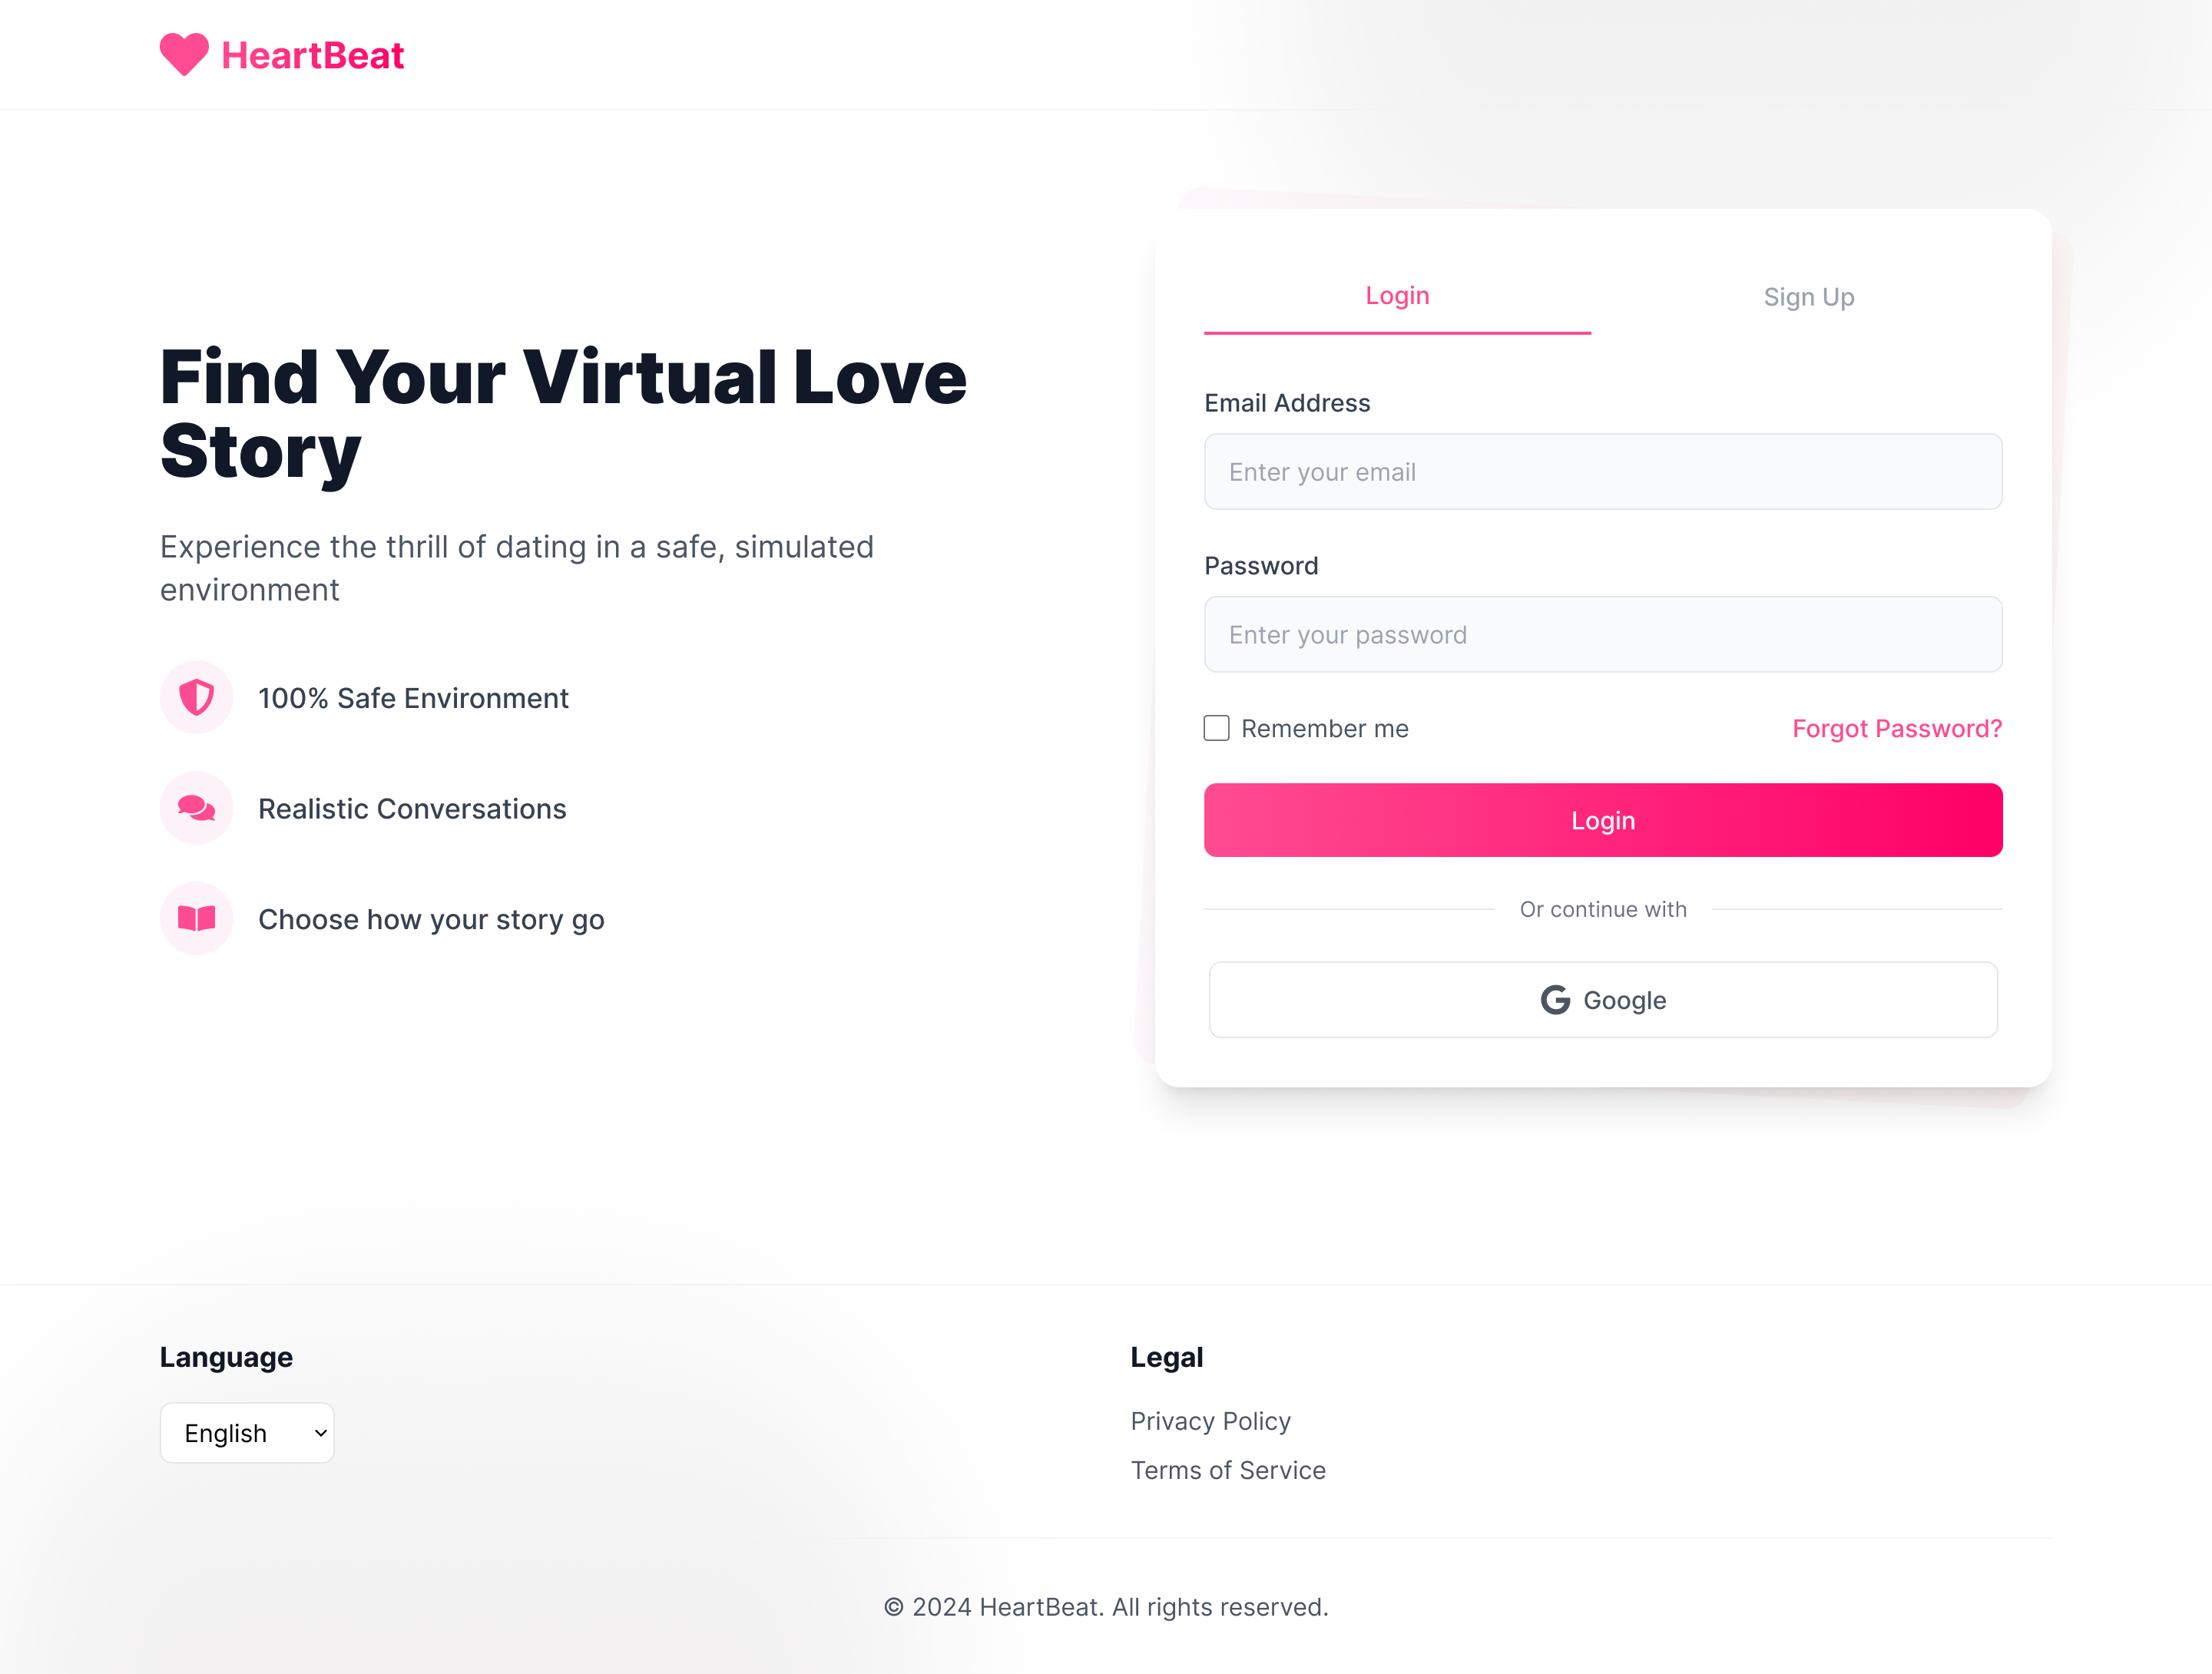 HeartBeat
Find Your Virtual Love
Story
Experience the thrill of dating in a safe, simulated
environment
100% Safe Environment
Realistic Conversations
Choose how your story go
Login
Sign Up
Email Address
Enter your email
Password
Enter your password
Remember me
Forgot Password?
Login
Or continue with
Google
Language
English
Legal
Privacy Policy
Terms of Service
© 2024 HeartBeat. All rights reserved.